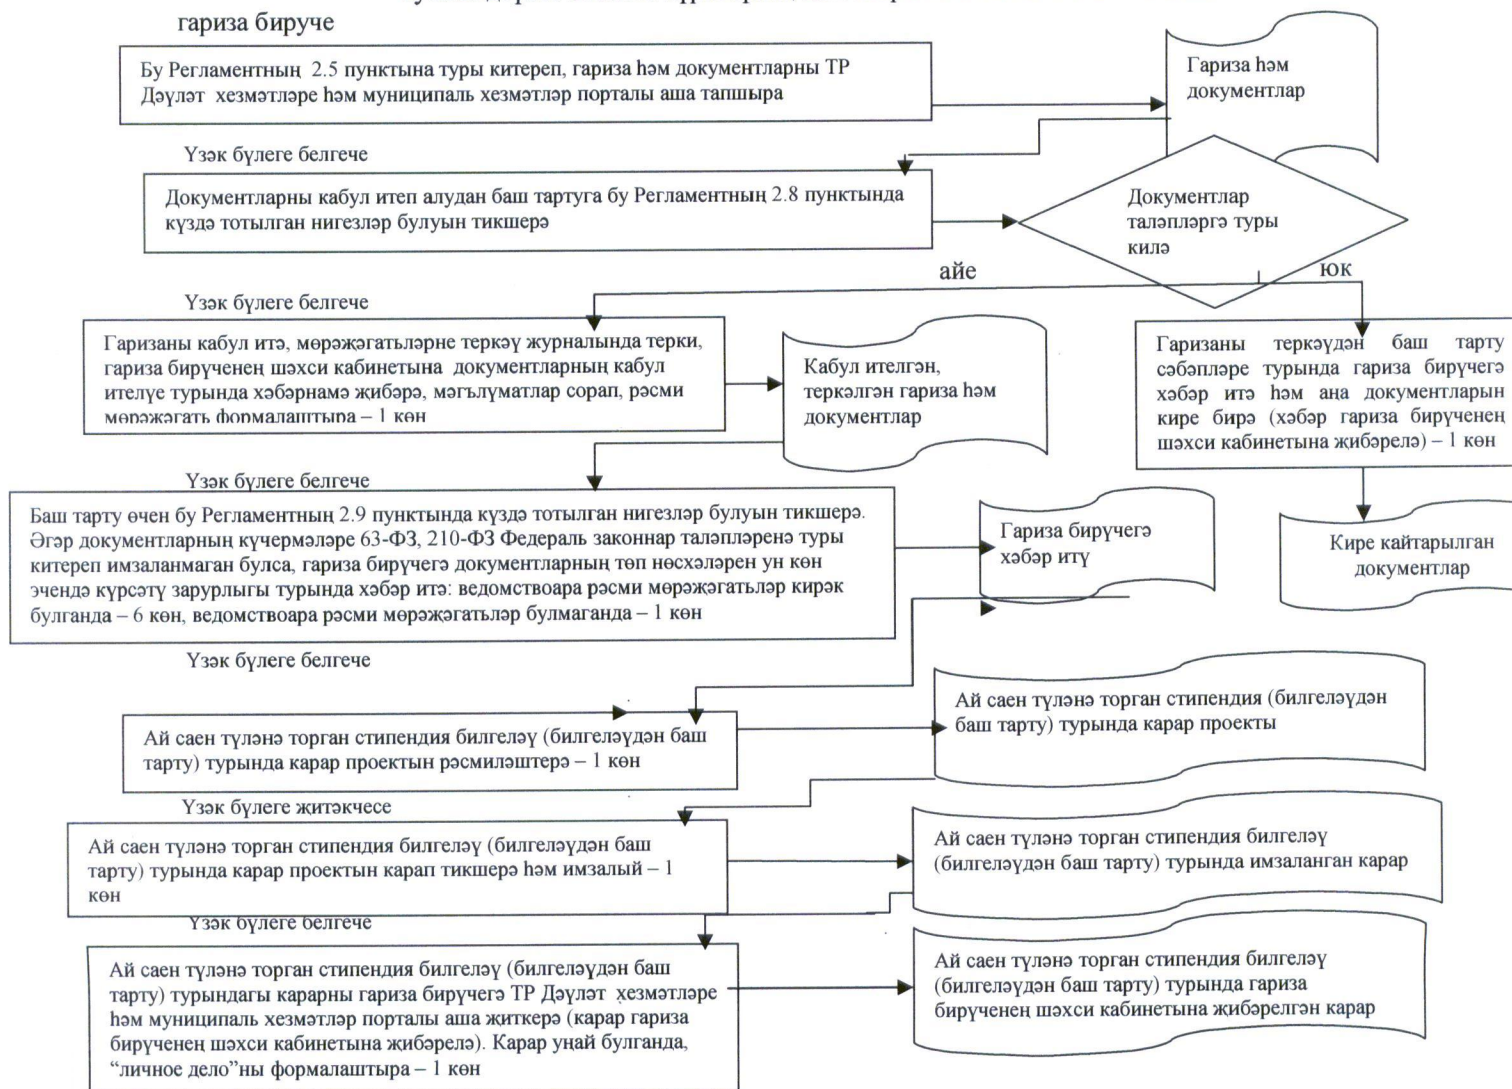 гариза бируче
Бу Регламентның 2.5 пунктына туры китереп, гариза һәм документларны ТР
Дәүләт хезмәтләре һәм муниципаль хезмәтләр порталы аша тапшыра
Гариза һәм
документлар
Үзәк бүлеге белгече
Документларны кабул итеп алудан баш тартуга бу Регламентның 2.8 пунктында
күздә тотылган нигезләр булуын тикшерә
Документлар
таләпләргә туры
килә
айе
юк
Үзәк бүлеге белгече
Гаризаны кабул итә, мөрәҗәгатьләрне теркәү журналында терки,
гариза бирүченең шәхси кабинетына документларның кабул
ителүе турында хәбәрнамә җибәрә, мәгълүматлар сорап, рәсми
мөрәҗәгать формалаштыра – 1 көн
Кабул ителгән,
теркәлгән гариза һәм
документлар
Гаризаны теркәүдән баш тарту
сәбәпләре турында гариза бирүчегә
хәбәр итә һәм аңа документларын
кире бирә (хәбәр гариза бирүченең
шәхси кабинетына җибәрелә) – 1 көн
Үзәк бүлеге белгече
Баш тарту өчен бу Регламентның 2.9 пунктында күздә тотылган нигезләр булуын тикшерә.
Әгәр документларның күчермәләре 63-ФЗ, 210-ФЗ Федераль законнар таләпләренә туры
китереп имзаланмаган булса, гариза бирүчегә документларның төп нөсхәләрен ун көн
эчендә күрсәтү зарурлыгы турында хәбәр итә: ведомствоара рәсми мөрәҗәгатьләр кирәк
булганда – 6 көн, ведомствоара рәсми мөрәҗәгатьләр булмаганда – 1 көн
Гариза бирүчегә
хәбәр итү
Кире кайтарылган
документлар
Үзәк бүлеге белгече
Ай саен түләнә торган стипендия билгеләү (билгеләүдән баш
тарту) турында карар проектын рәсмиләштерә – 1 көн
Ай саен түләнә торган стипендия (билгеләүдән
баш тарту) турында карар проекты
Үзәк бүлеге җитәкчесе
Ай саен түләнә торган стипендия билгеләү (билгеләүдән баш
тарту) турында карар проектын карап тикшерә һәм имзалый – 1
көн
Ай саен түләнә торган стипендия билгеләү
(билгеләүдән баш тарту) турында имзаланган карар
Үзәк бүлеге белгече
Ай саен түләнә торган стипендия билгеләү (билгеләүдән баш
тарту) турындагы карарны гариза бирүчегә ТР Дәүләт хезмәтләре
һәм муниципаль хезмәтләр порталы аша җиткерә (карар гариза
бирүченең шәхси кабинетына җибәрелә). Карар уңай булганда,
“личное дело”ны формалаштыра – 1 көн
Ай саен түләнә торган стипендия билгеләү
(билгеләүдән баш тарту) турында гариза
бирүченең шәхси кабинетына җибәрелгән карар